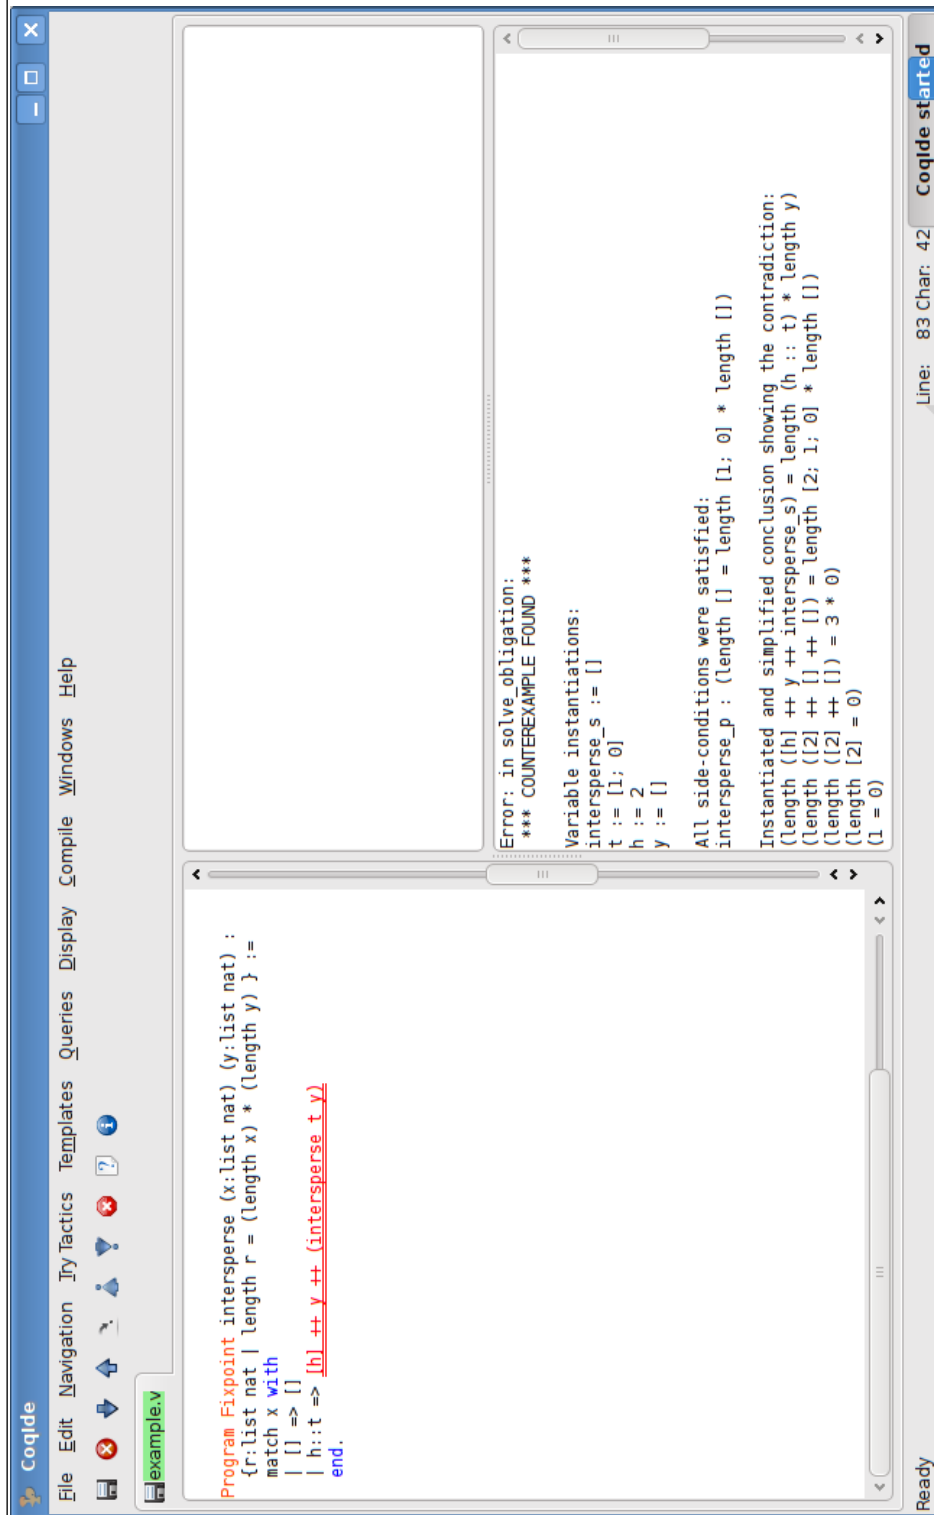 CoqIde
File Edit Navigation Try Tactics Templates Queries Display Compile Windows Help
example.v
Program Fixpoint intersperse (x:list nat) (y:list nat) :
{r:list nat | length r = (length x) * (length y) } :=
match x with
| [] => []
| h::t => [h] ++ y ++ (intersperse t y)
end.
Error: in solve_obligation:
*** COUNTEREXAMPLE FOUND ***
Variable instantiations:
intersperse_s := []
t := [1; 0]
h := 2
y := []
All side-conditions were satisfied:
intersperse_p : (length [] = length [1; 0] * length [])
Instantiated and simplified conclusion showing the contradiction:
(length ([h] ++ y ++ intersperse_s) = length (h :: t) * length y)
(length ([2] ++ [] ++ []) = length [2; 1; 0] * length [])
(length ([2] ++ []) = 3 * 0)
(length [2] = 0)
(1 = 0)
Ready
Line: 83 Char: 42
CoqIde started